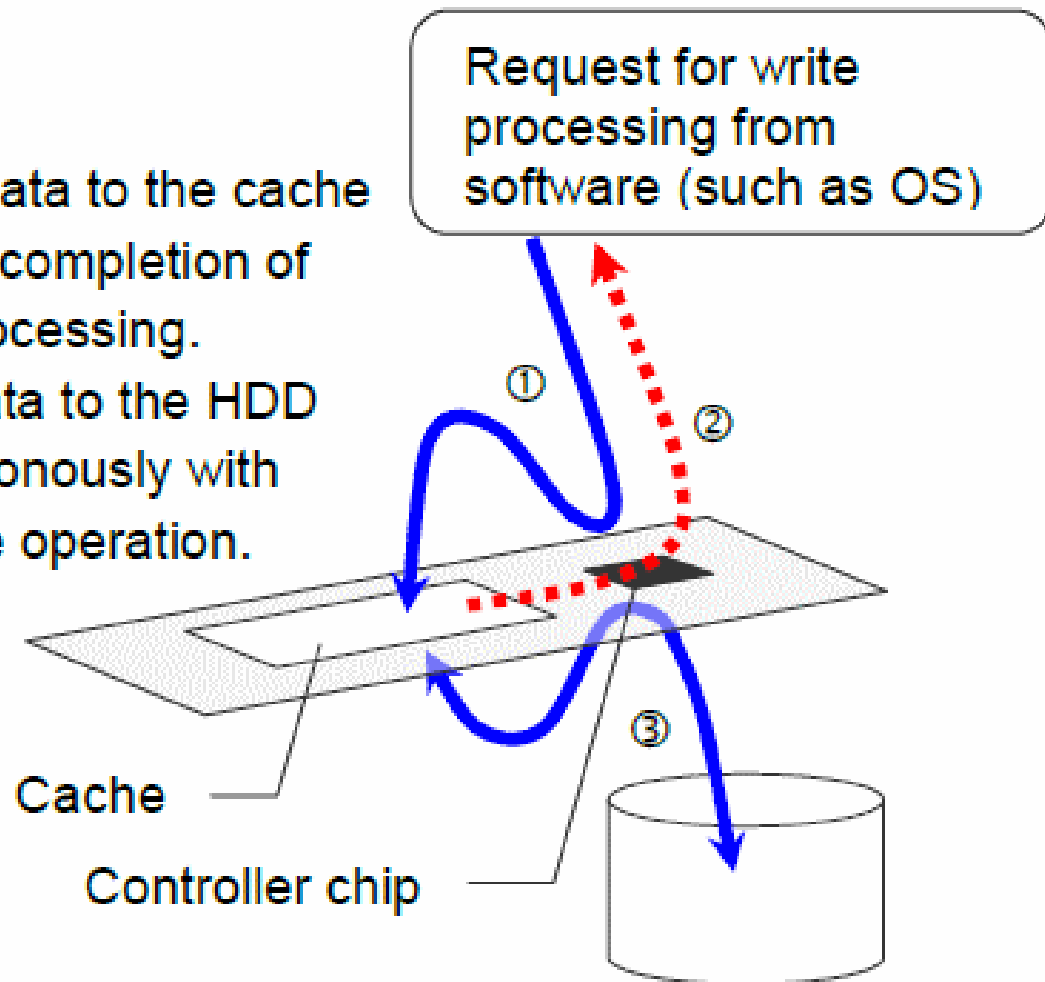 Request for write
processing from
software (such as OS)
ata to the cache
completion of
ocessing.
ata to the HDD
onously with
e operation.
①
②
③
Cache
Controller chip